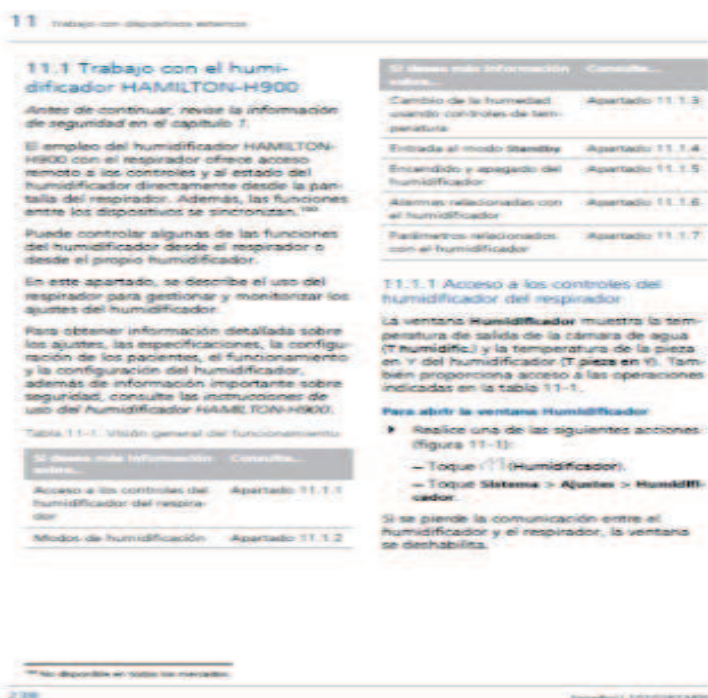 11 Trabajo con dispositivos externos
11.1 Trabajo con el humi-
dificador HAMILTON-H900
Antes de continuar, revise la información
de seguridad en el capítulo 1.
El empleo del humidificador HAMILTON-
H900 con el respirador ofrece acceso
remoto a los controles y al estado del
humidificador directamente desde la pan-
talla del respirador. Además, las funciones
entre los dispositivos se sincronizan.
Puede controlar algunas de las funciones
del humidificador desde el respirador o
desde el propio humidificador.
En este apartado, se describe el uso del
respirador para gestionar y monitorizar los
ajustes del humidificador.
Para obtener información detallada sobre
los ajustes, las especificaciones, la configu-
ración de los pacientes, el funcionamiento
y la configuración del humidificador,
además de información importante sobre
seguridad, consulte las instrucciones de
uso del humidificador HAMILTON-H900.
Tabla 11-1. Visión general del funcionamiento
Si desea más información Consulte...
sobre...
Acceso a los controles del Apartado 11.1.1
humidificador del respira-
dor
Modos de humidificación Apartado 11.1.2
Si desea más información Consulte...
sobre...
Cambio de la humedad Apartado 11.1.3
usando controles de tem-
peratura
Entrada al modo Standby Apartado 11.1.4
Encendido y apagado del Apartado 11.1.5
humidificador
Alarmas relacionadas con Apartado 11.1.6
el humidificador
Parámetros relacionados Apartado 11.1.7
con el humidificador
11.1.1 Acceso a los controles del
humidificador del respirador
La ventana Humidificador muestra la tem-
peratura de salida de la cámara de agua
(T humidific.) y la temperatura de la pieza
en Y del humidificador (T pieza en Y). Tam-
bién proporciona acceso a las operaciones
indicadas en la tabla 11-1.
Para abrir la ventana Humidificador
Realice una de las siguientes acciones
(figura 11-1):
– Toque (Humidificador).
– Toque Sistema > Ajustes > Humidifi-
cador.
Si se pierde la comunicación entre el
humidificador y el respirador, la ventana
se deshabilita.
No disponible en todos los mercados.
238